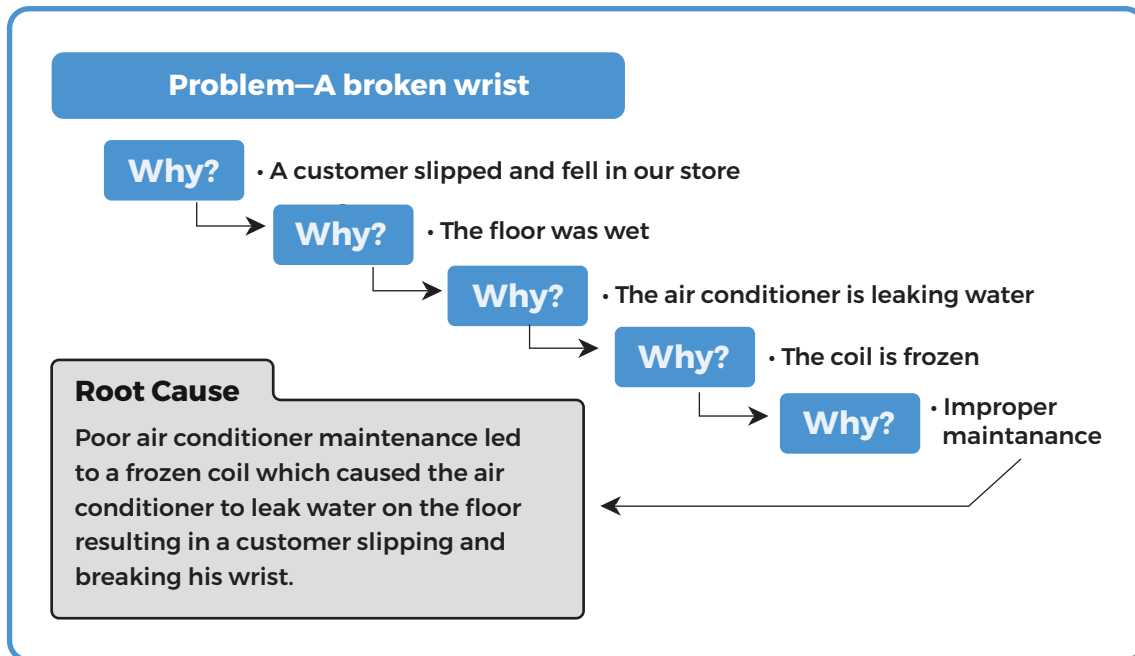 Problem—A broken wrist
Why?
• A customer slipped and fell in our store
Why?
• The floor was wet
Why?
• The air conditioner is leaking water
Why?
• The coil is frozen
Why?
• Improper
maintanance
Root Cause
Poor air conditioner maintenance led
to a frozen coil which caused the air
conditioner to leak water on the floor
resulting in a customer slipping and
breaking his wrist.